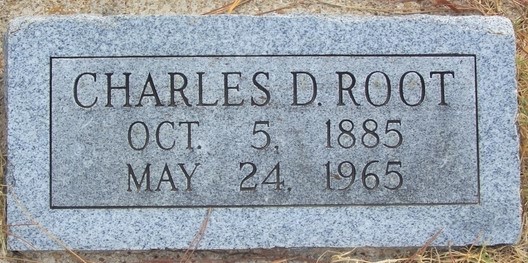 CHARLES D. ROOT
OCT. 5, 1885
MAY 24, 1965